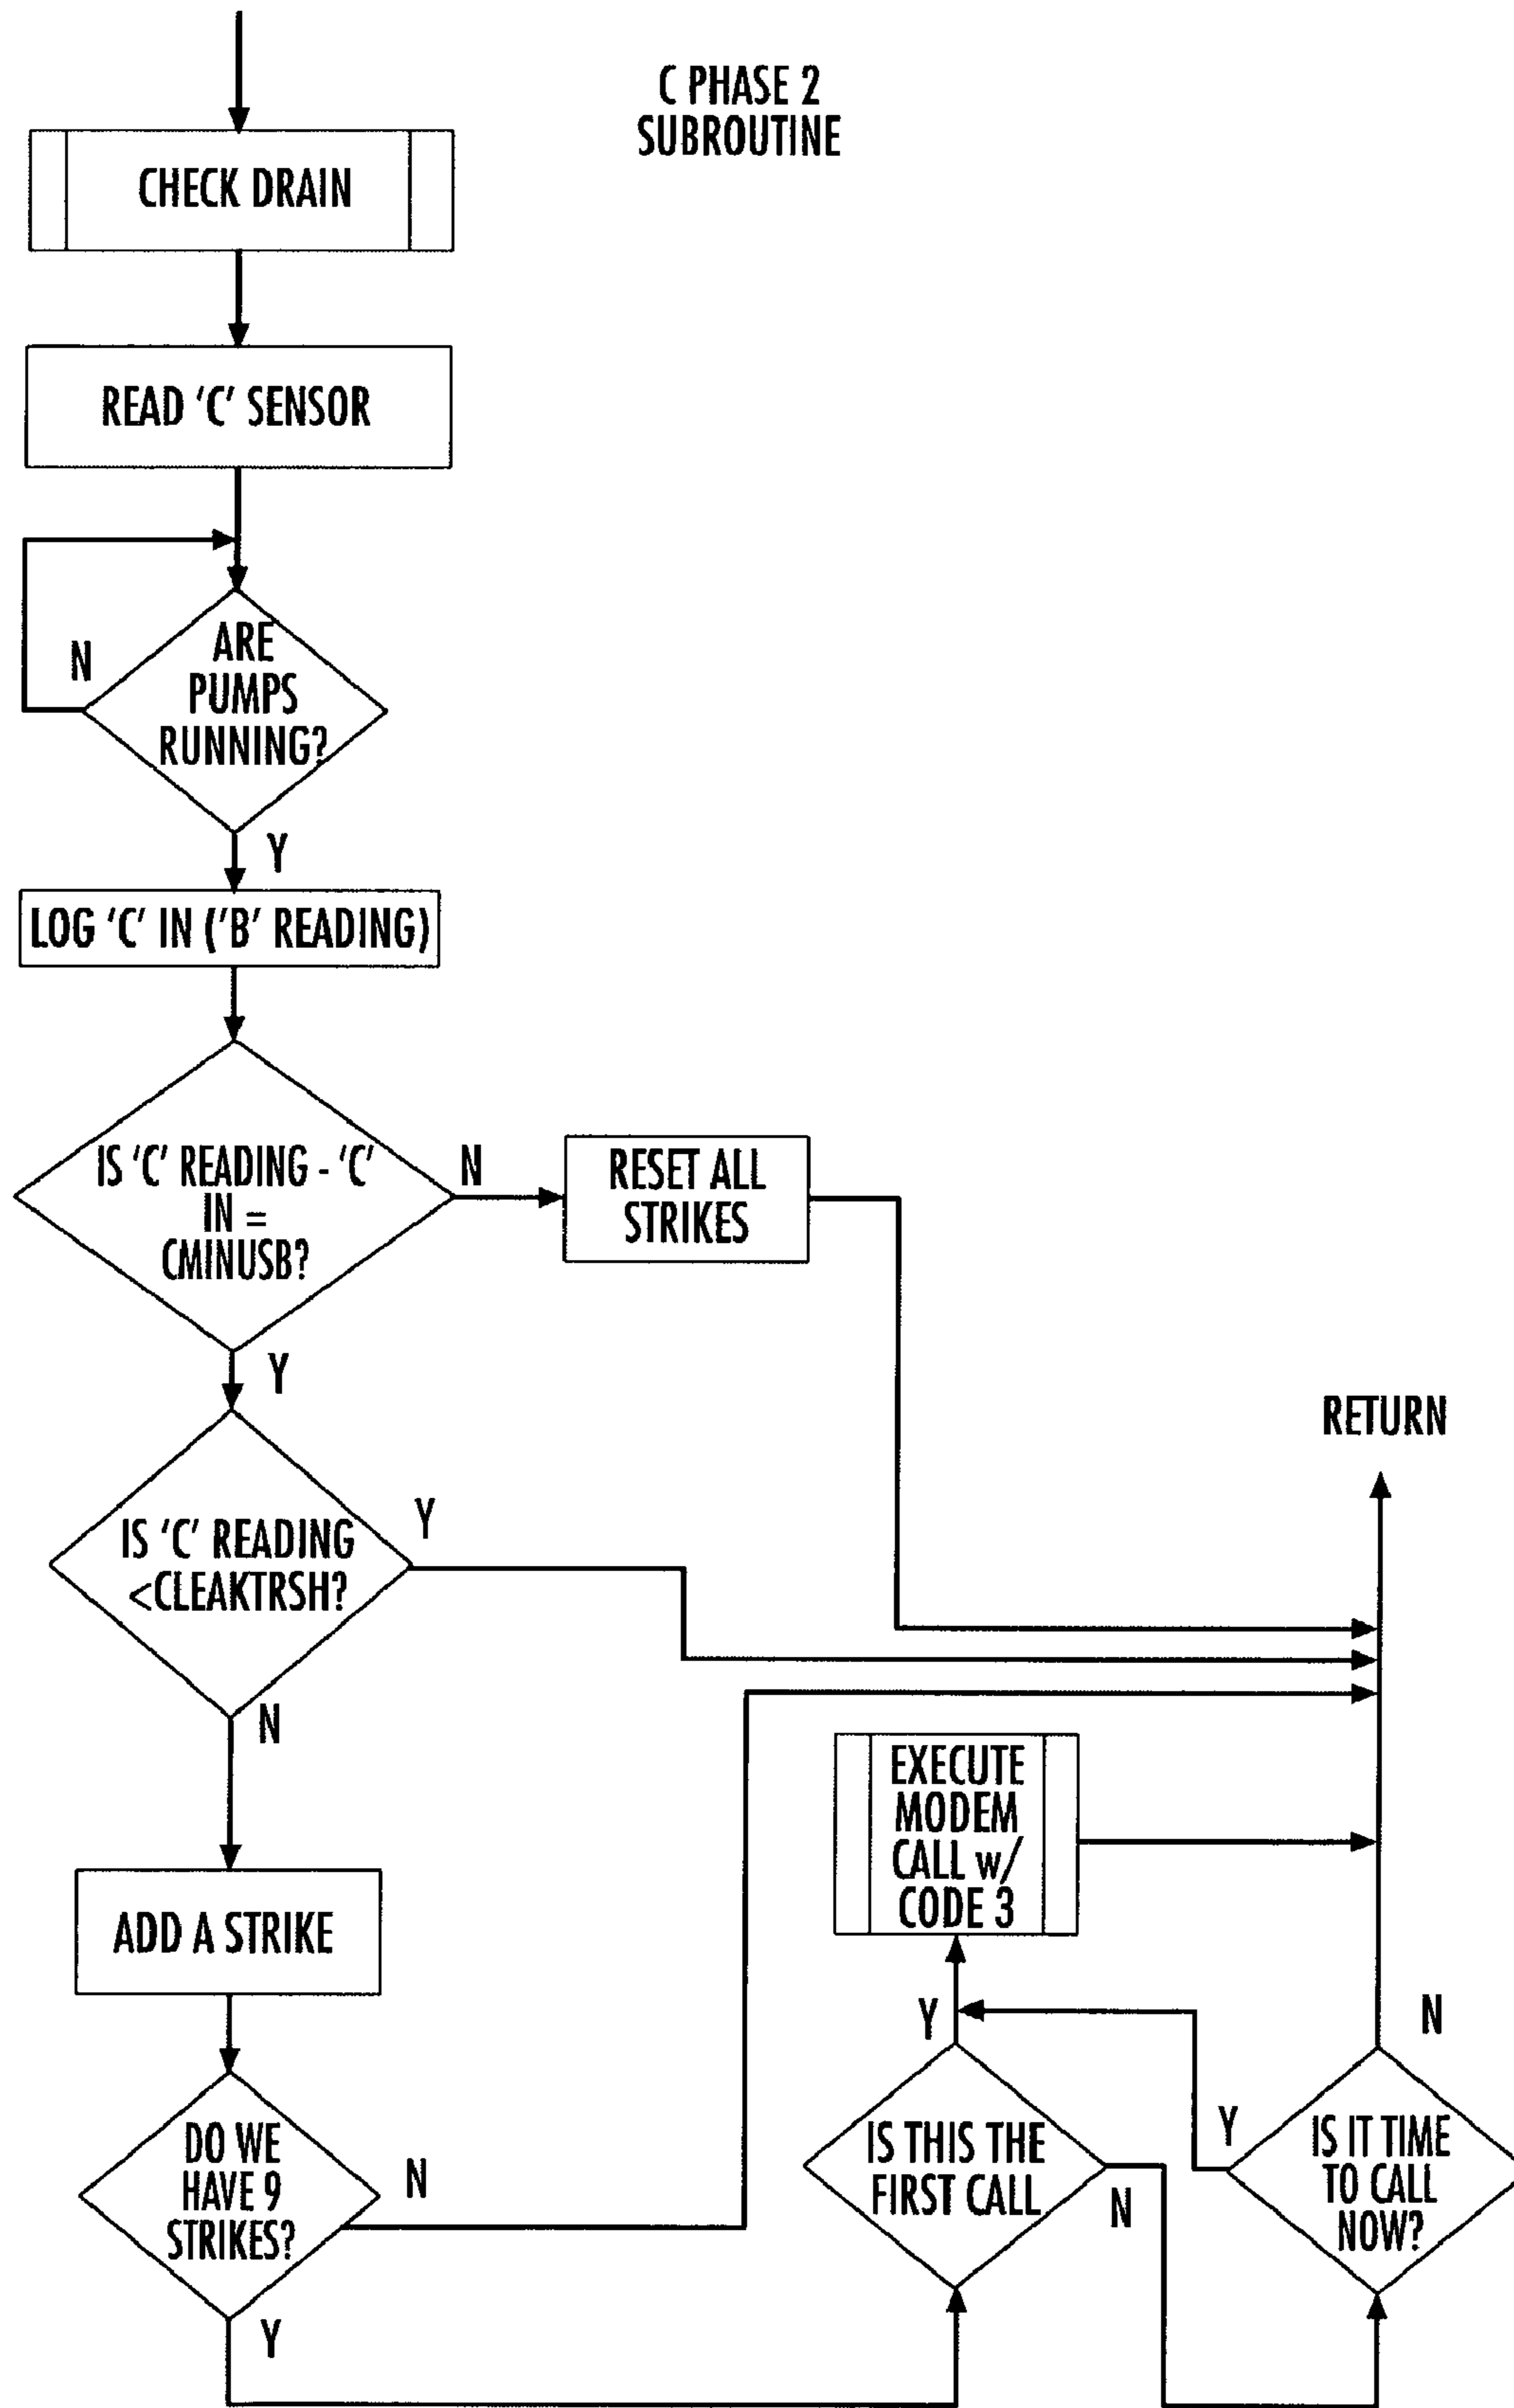 C PHASE 2
SUBROUTINE
CHECK DRAIN
READ 'C' SENSOR
ARE
PUMPS
RUNNING?
N
Y
LOG 'C' IN ('B' READING)
IS 'C' READING - 'C'
IN =
CMINUSB?
N
RESET ALL
STRIKES
Y
IS 'C' READING
<CLEAKTRSH?
Y
N
RETURN
ADD A STRIKE
DO WE
HAVE 9
STRIKES?
N
Y
EXECUTE
MODEM
CALL w/
CODE 3
Y
IS THIS THE
FIRST CALL
N
Y
IS IT TIME
TO CALL
NOW?
N